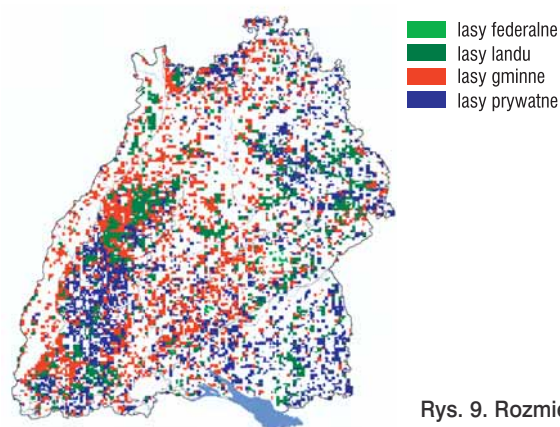 lasy federalne
lasy landu
lasy gminne
lasy prywatne
Rys. 9. Rozmie